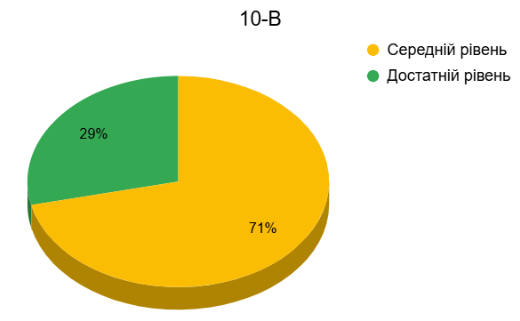 10-В
Середній рівень
Достатній рівень
29%
71%